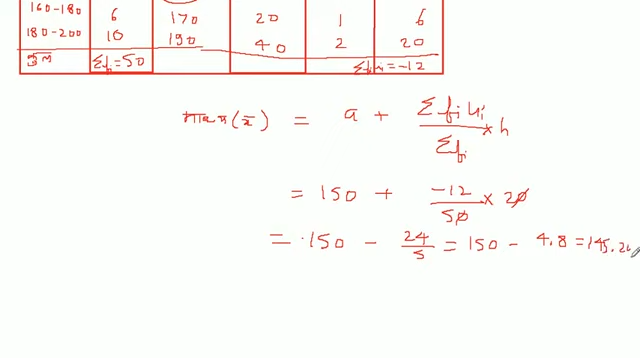 160-180 6 170 20 1 6
180-200 10 190 40 2 20
कुल Σfi=50 Σfiui=-12
माध्य(x̄) = a + Σfiui/Σfi × h
= 150 + -12/50 × 20
= 150 - 24/5 = 150 - 4.8 = 145.20